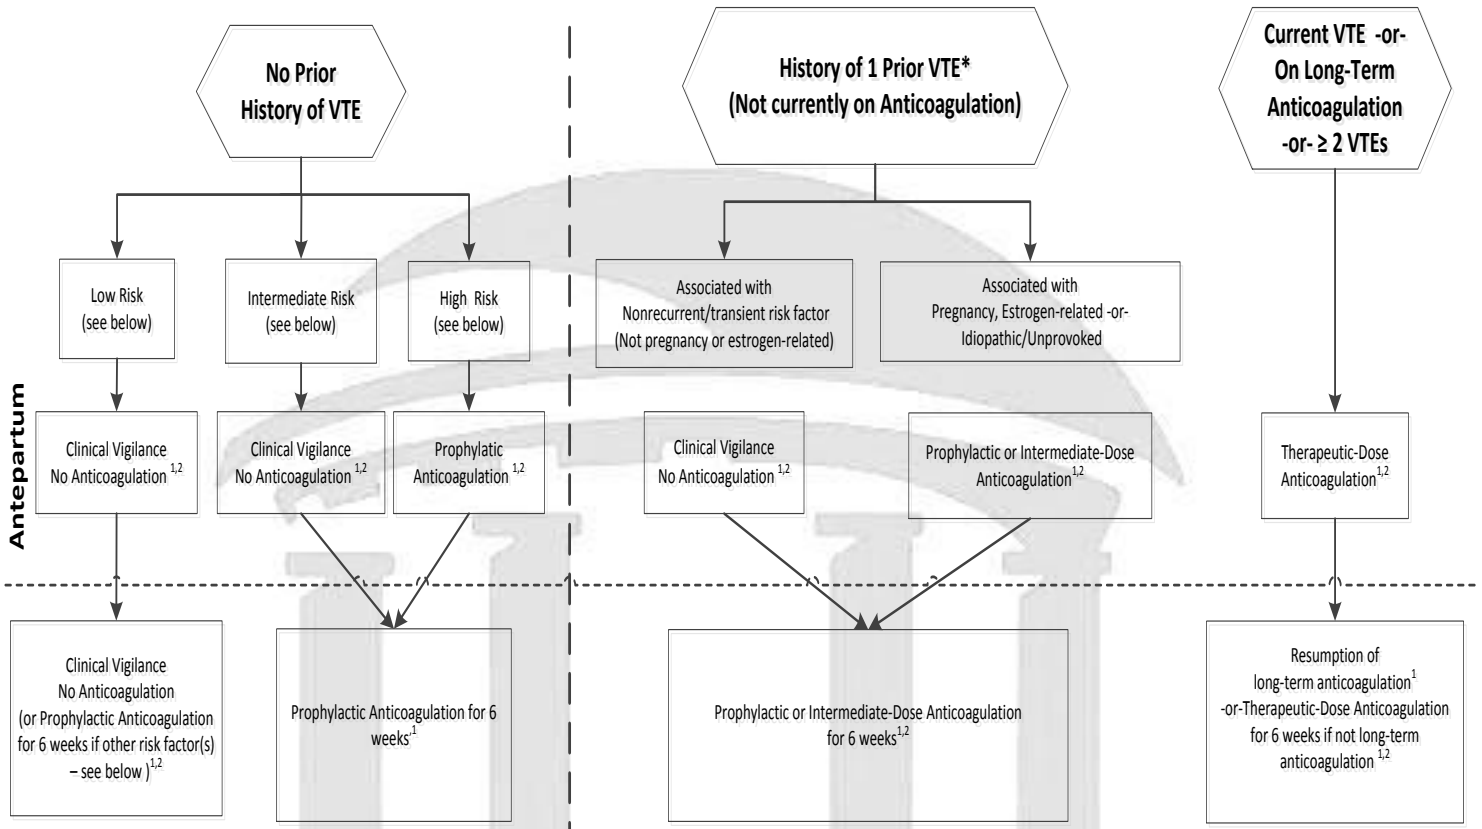 No Prior
History of VTE
History of 1 Prior VTE*
(Not currently on Anticoagulation)
Current VTE -or-
On Long-Term
Anticoagulation
-or- ≥ 2 VTEs
Low Risk
(see below)
Intermediate Risk
(see below)
High Risk
(see below)
Associated with
Nonrecurrent/transient risk factor
(Not pregnancy or estrogen-related)
Associated with
Pregnancy, Estrogen-related -or-
Idiopathic/Unprovoked
Antepartum
Clinical Vigilance
No Anticoagulation 1,2
Clinical Vigilance
No Anticoagulation 1,2
Prophylatic
Anticoagulation 1,2
Clinical Vigilance
No Anticoagulation 1,2
Prophylactic or Intermediate-Dose
Anticoagulation1,2
Therapeutic-Dose
Anticoagulation1,2
Clinical Vigilance
No Anticoagulation
(or Prophylactic Anticoagulation
for 6 weeks if other risk factor(s)
– see below )1,2
Prophylactic Anticoagulation for 6
weeks,1
Prophylactic or Intermediate-Dose Anticoagulation
for 6 weeks1,2
Resumption of
long-term anticoagulation1
-or-Therapeutic-Dose Anticoagulation
for 6 weeks if not long-term
anticoagulation 1,2